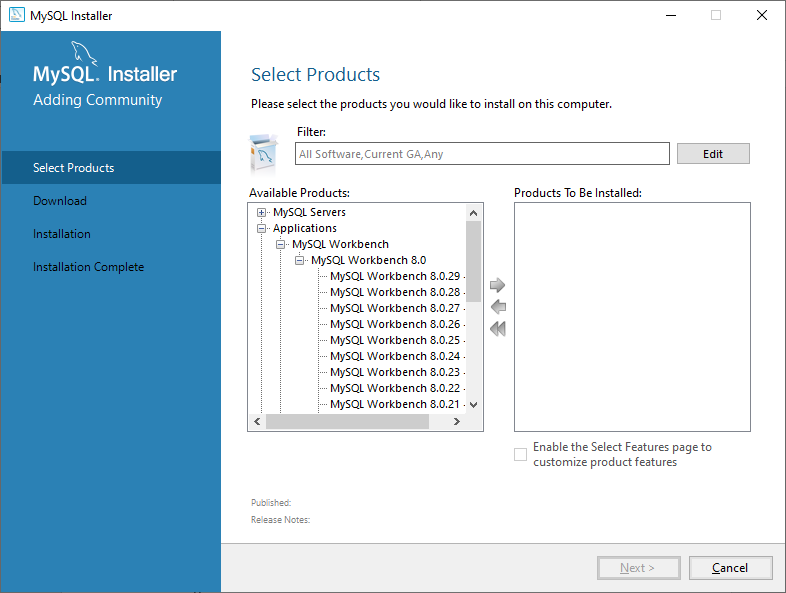 MySQL Installer
MySQL. Installer
Adding Community
Select Products
Download
Installation
Installation Complete
Select Products
Please select the products you would like to install on this computer.
Filter:
All Software,Current GA,Any
Edit
Available Products:
MySQL Servers
Applications
MySQL Workbench
MySQL Workbench 8.0
MySQL Workbench 8.0.29 -
MySQL Workbench 8.0.28 -
MySQL Workbench 8.0.27 -
MySQL Workbench 8.0.26 -
MySQL Workbench 8.0.25 -
MySQL Workbench 8.0.24 -
MySQL Workbench 8.0.23 -
MySQL Workbench 8.0.22 -
MySQL Workbench 8.0.21 -
Products To Be Installed:
Enable the Select Features page to
customize product features
Published:
Release Notes:
Next >
Cancel